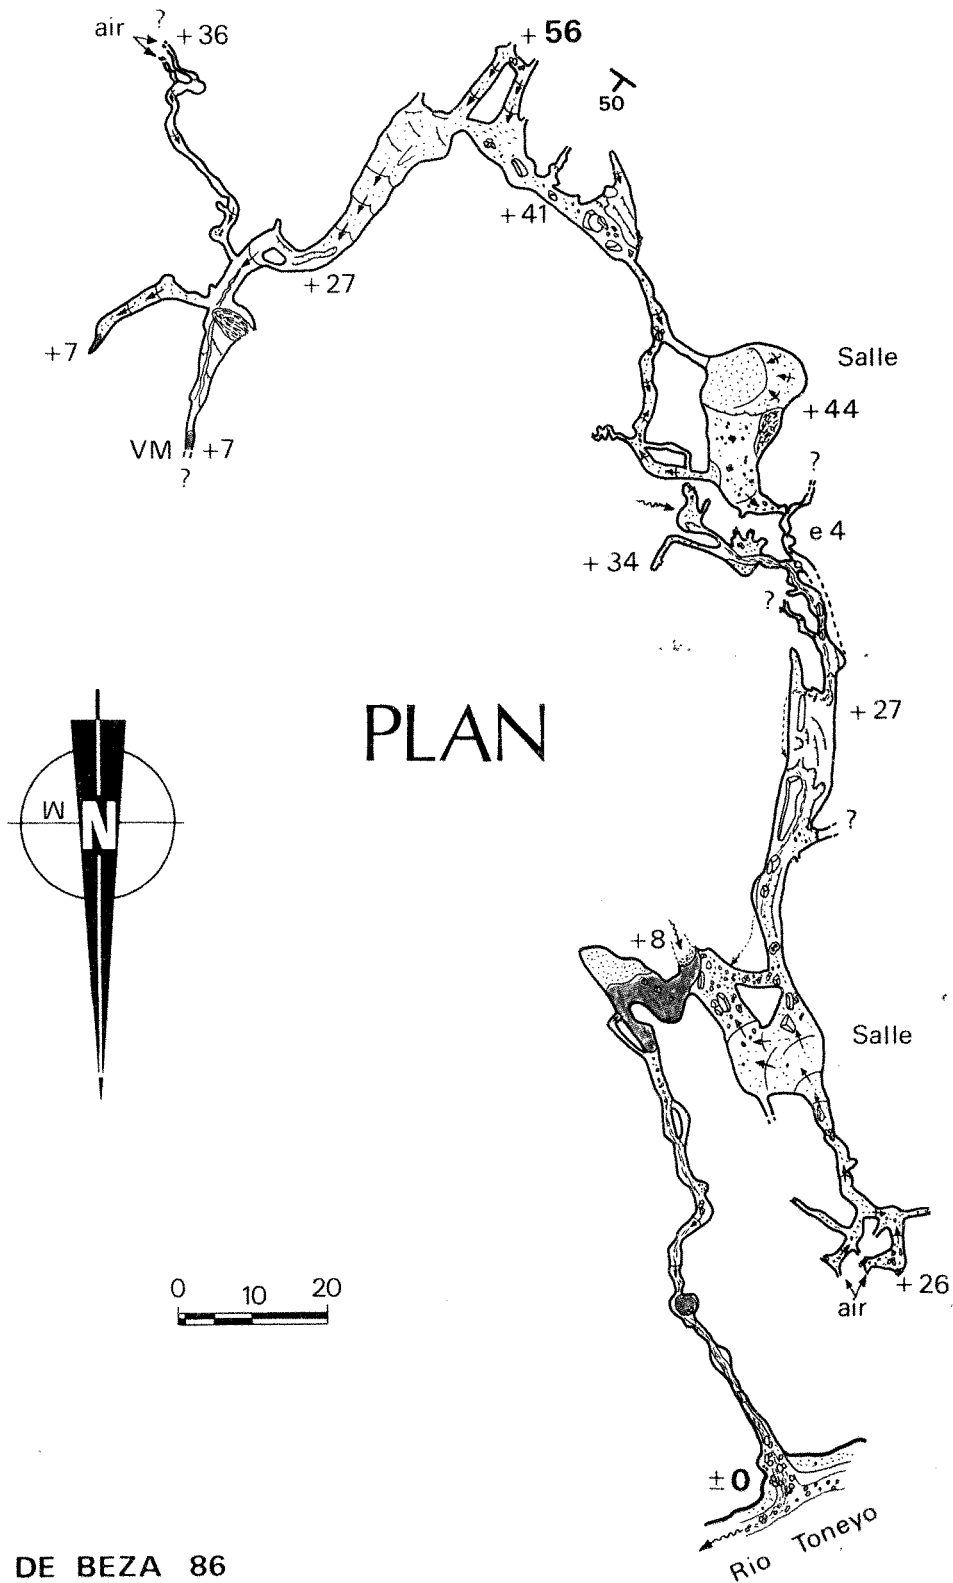 ?
air
+ 36
+ 56
50
+ 41
+ 27
+7
VM
+7
?
Salle
+ 44
?
e 4
+ 34
?
PLAN
+ 27
?
M
N
+8
Salle
0
10
20
+ 26
air
± 0
Rio Toneyo
DE BEZA 86